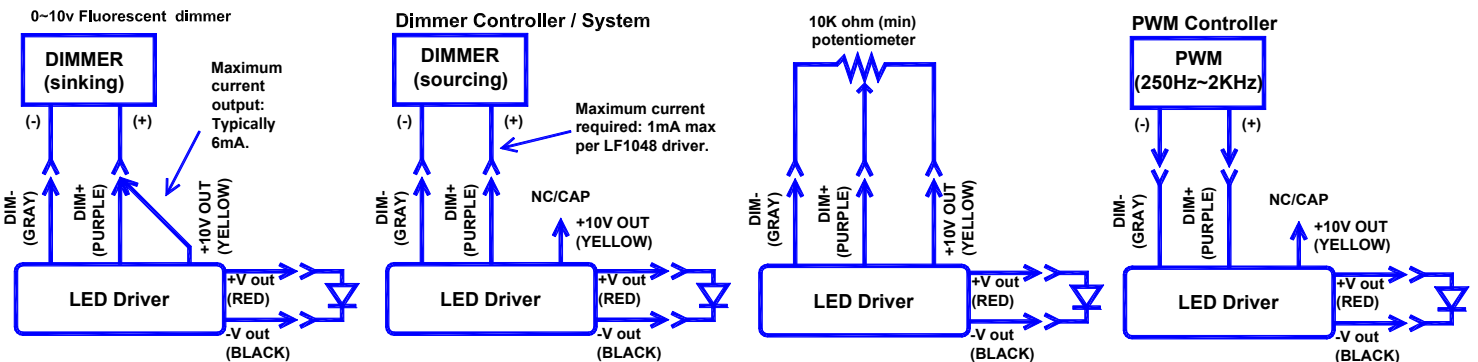 0~10v Fluorescent dimmer
DIMMER
(sinking)
(-)
(+)
Maximum
current
output:
Typically
6mA.
DIM-
(GRAY)
DIM+
(PURPLE)
+10V OUT
(YELLOW)
LED Driver
+V out
(RED)
-V out
(BLACK)
Dimmer Controller / System
DIMMER
(sourcing)
(-)
(+)
Maximum current
required: 1mA max
per LF1048 driver.
DIM-
(GRAY)
DIM+
(PURPLE)
NC/CAP
+10V OUT
(YELLOW)
LED Driver
+V out
(RED)
-V out
(BLACK)
10K ohm (min)
potentiometer
DIM-
(GRAY)
DIM+
(PURPLE)
+10V OUT
(YELLOW)
LED Driver
+V out
(RED)
-V out
(BLACK)
PWM Controller
PWM
(250Hz~2KHz)
(-)
(+)
DIM-
(GRAY)
DIM+
(PURPLE)
NC/CAP
+10V OUT
(YELLOW)
LED Driver
+V out
(RED)
-V out
(BLACK)